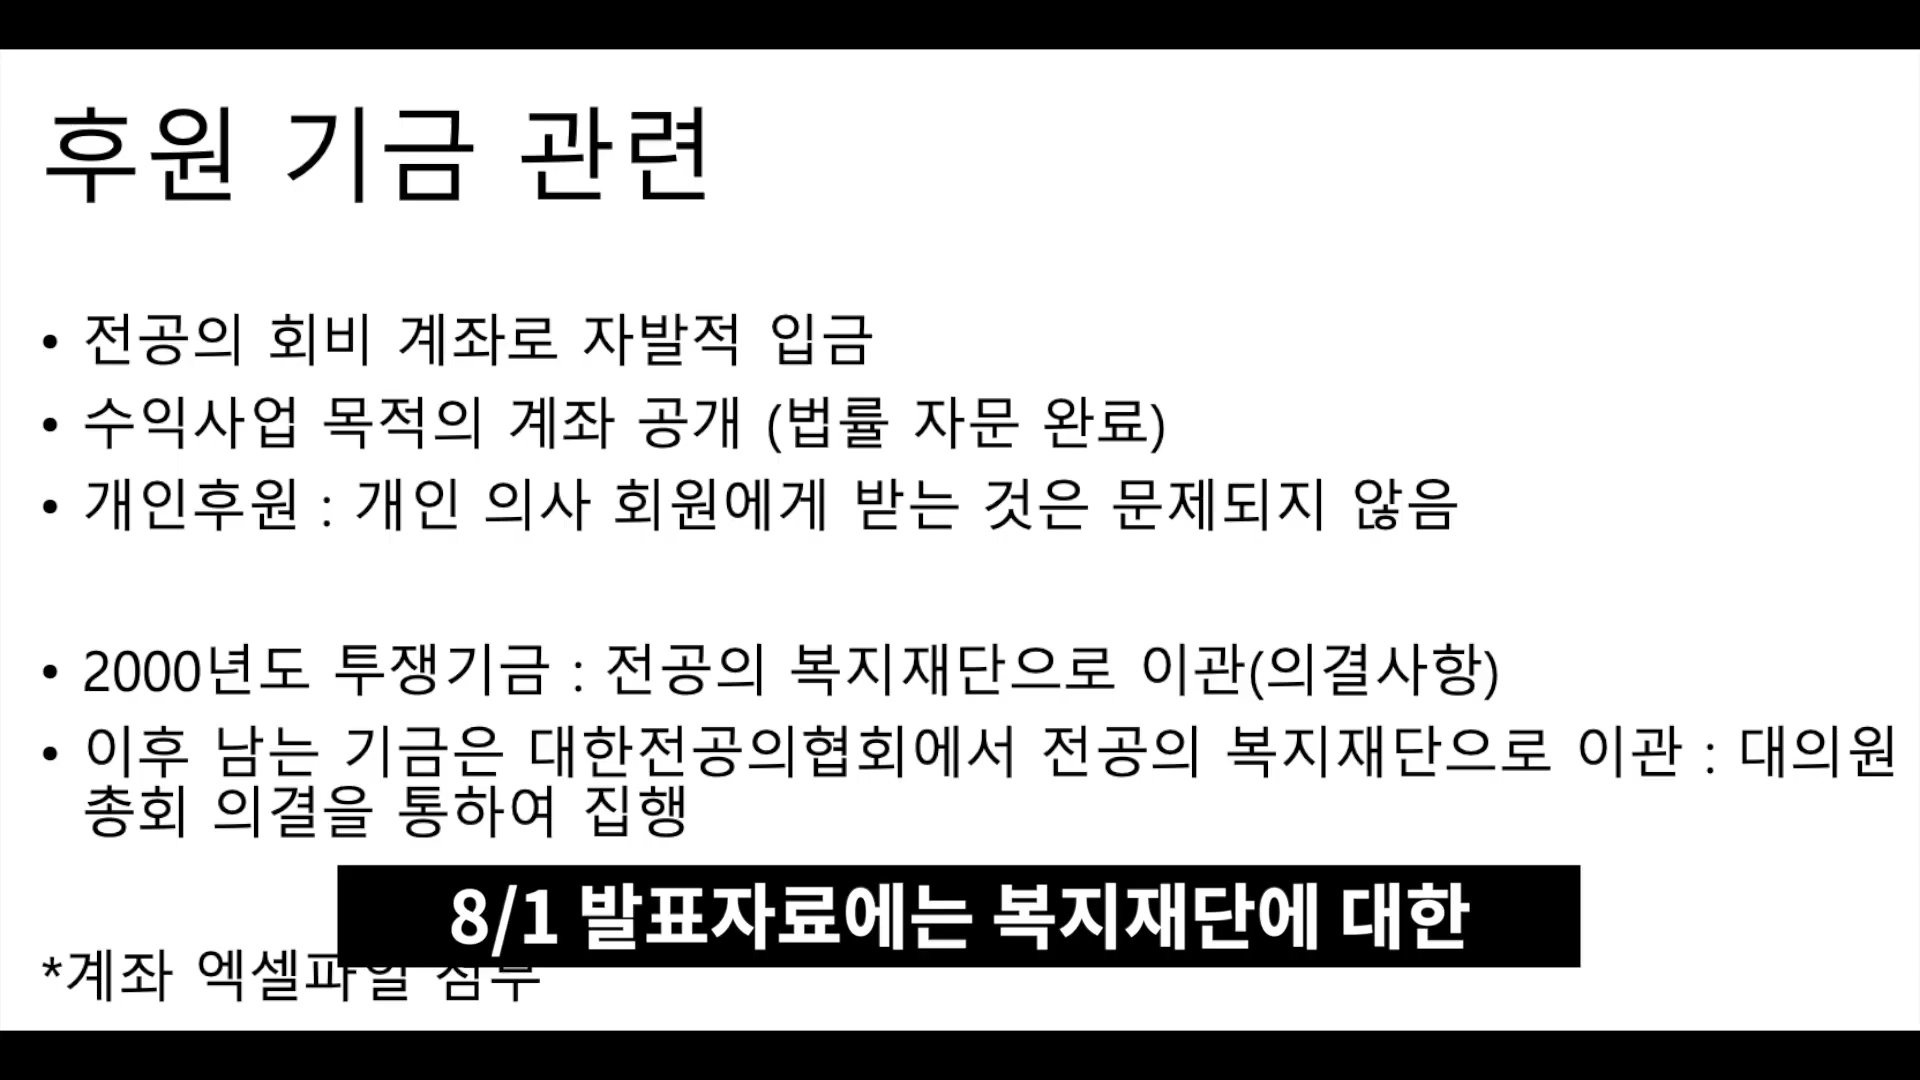 후원 기금 관련
• 전공의 회비 계좌로 자발적 입금
• 수익사업 목적의 계좌 공개 (법률 자문 완료)
• 개인후원 : 개인 의사 회원에게 받는 것은 문제되지 않음
• 2000년도 투쟁기금 : 전공의 복지재단으로 이관(의결사항)
• 이후 남는 기금은 대한전공의협회에서 전공의 복지재단으로 이관 : 대의원
총회 의결을 통하여 집행
8/1 발표자료에는 복지재단에 대한
*계좌 엑셀파일 첨부